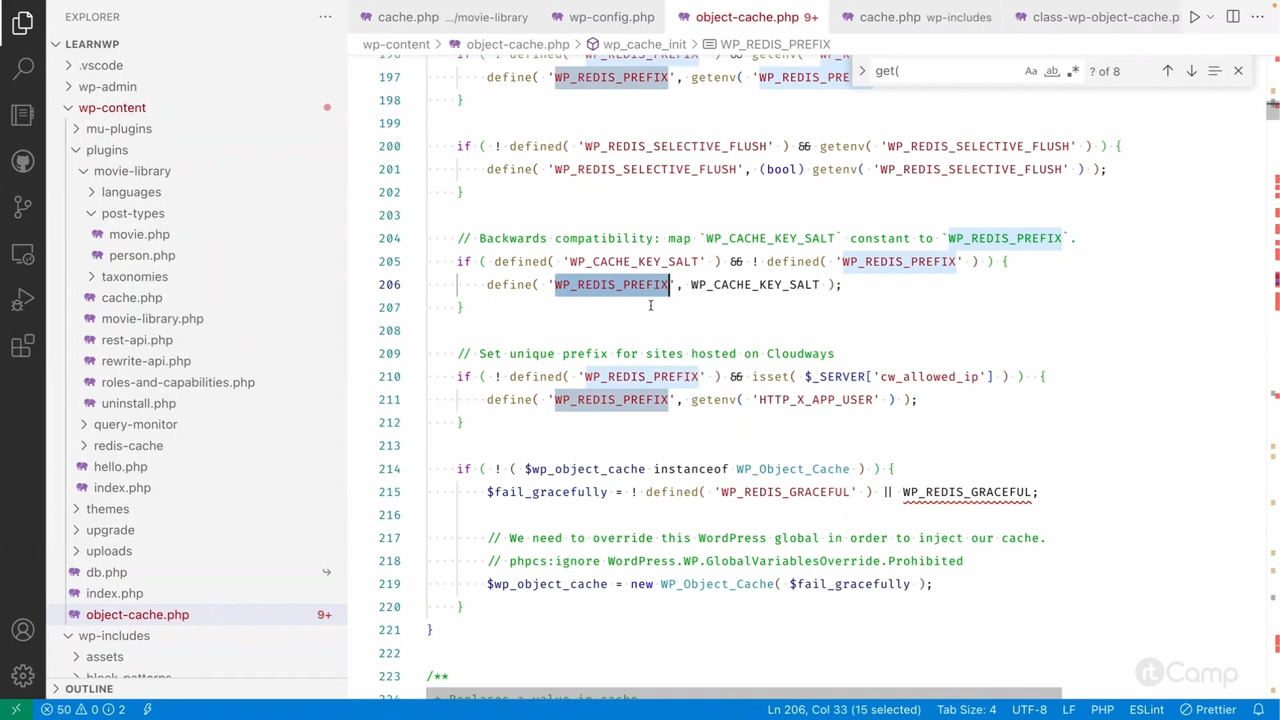 EXPLORER
···
cache.php .../movie-library
wp-config.php
object-cache.php 9+
cache.php wp-includes
class-wp-object-cache.p
LEARNWP
.vscode
wp-admin
wp-content
mu-plugins
plugins
movie-library
languages
post-types
movie.php
person.php
taxonomies
cache.php
movie-library.php
rest-api.php
rewrite-api.php
roles-and-capabilities.php
uninstall.php
query-monitor
redis-cache
hello.php
index.php
themes
upgrade
uploads
db.php
index.php
object-cache.php 9+
wp-includes
assets
block-patterns
OUTLINE
wp-content > object-cache.php > wp_cache_init > WP_REDIS_PREFIX
get( Aa ab ? of 8
197 define( 'WP_REDIS_PREFIX', getenv( 'WP_REDIS_PRE
198 }
199
200 if ( ! defined( 'WP_REDIS_SELECTIVE_FLUSH' ) && getenv( 'WP_REDIS_SELECTIVE_FLUSH' ) ) {
201 define( 'WP_REDIS_SELECTIVE_FLUSH', (bool) getenv( 'WP_REDIS_SELECTIVE_FLUSH' ) );
202 }
203
204 // Backwards compatibility: map `WP_CACHE_KEY_SALT` constant to `WP_REDIS_PREFIX`.
205 if ( defined( 'WP_CACHE_KEY_SALT' ) && ! defined( 'WP_REDIS_PREFIX' ) ) {
206 define( 'WP_REDIS_PREFIX', WP_CACHE_KEY_SALT );
207 }
208
209 // Set unique prefix for sites hosted on Cloudways
210 if ( ! defined( 'WP_REDIS_PREFIX' ) && isset( $_SERVER['cw_allowed_ip'] ) ) {
211 define( 'WP_REDIS_PREFIX', getenv( 'HTTP_X_APP_USER' ) );
212 }
213
214 if ( ! ( $wp_object_cache instanceof WP_Object_Cache ) ) {
215 $fail_gracefully = ! defined( 'WP_REDIS_GRACEFUL' ) || WP_REDIS_GRACEFUL;
216
217 // We need to override this WordPress global in order to inject our cache.
218 // phpcs:ignore WordPress.WP.GlobalVariablesOverride.Prohibited
219 $wp_object_cache = new WP_Object_Cache( $fail_gracefully );
220 }
221 }
222
223 /**
* Replaces a value in cache
rtCamp
50 0 2
Ln 206, Col 33 (15 selected) Tab Size: 4 UTF-8 LF PHP ESLint Prettier